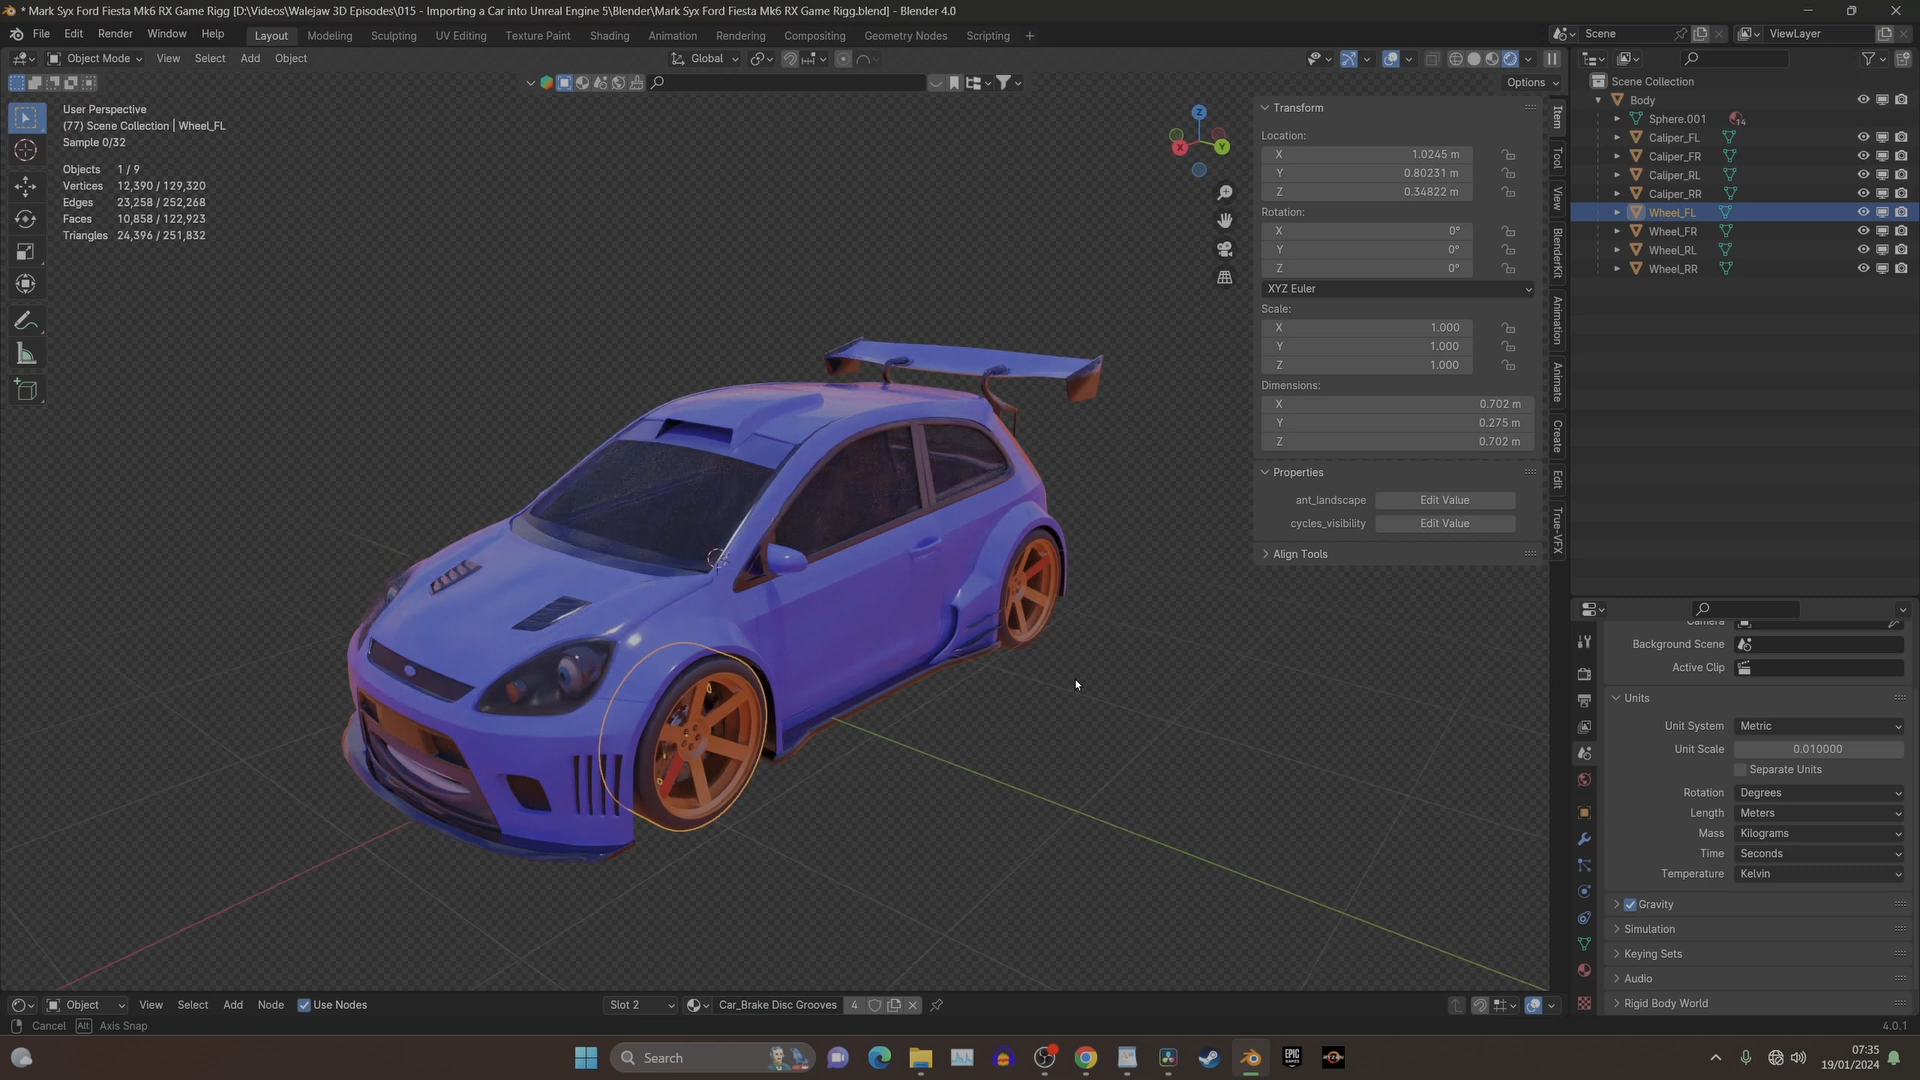 * Mark Syx Ford Fiesta Mk6 RX Game Rigg [D:\Videos\Walejaw 3D Episodes\015 - Importing a Car into Unreal Engine 5\Blender\Mark Syx Ford Fiesta Mk6 RX Game Rigg.blend] - Blender 4.0
File Edit Render Window Help Layout Modeling Sculpting UV Editing Texture Paint Shading Animation Rendering Compositing Geometry Nodes Scripting + Scene ViewLayer
Object Mode View Select Add Object Global
Options
User Perspective
(77) Scene Collection | Wheel_FL
Sample 0/32
Objects 1 / 9
Vertices 12,390 / 129,320
Edges 23,258 / 252,268
Faces 10,858 / 122,923
Triangles 24,396 / 251,832
Z
X
Y
Transform
Location:
X 1.0245 m
Y 0.80231 m
Z 0.34822 m
Rotation:
X 0°
Y 0°
Z 0°
XYZ Euler
Scale:
X 1.000
Y 1.000
Z 1.000
Dimensions:
X 0.702 m
Y 0.275 m
Z 0.702 m
Properties
ant_landscape Edit Value
cycles_visibility Edit Value
Align Tools
Item
Tool
View
BlenderKit
Animation
Animate
Create
Edit
True-VFX
Scene Collection
Body
Sphere.001 14
Caliper_FL
Caliper_FR
Caliper_RL
Caliper_RR
Wheel_FL
Wheel_FR
Wheel_RL
Wheel_RR
Camera
Background Scene
Active Clip
Units
Unit System Metric
Unit Scale 0.010000
Separate Units
Rotation Degrees
Length Meters
Mass Kilograms
Time Seconds
Temperature Kelvin
Gravity
Simulation
Keying Sets
Audio
Rigid Body World
Object View Select Add Node Use Nodes Slot 2 Car_Brake Disc Grooves 4
Cancel Alt Axis Snap 4.0.1
Search
EPIC GAMES
RYZEN
07:35
19/01/2024